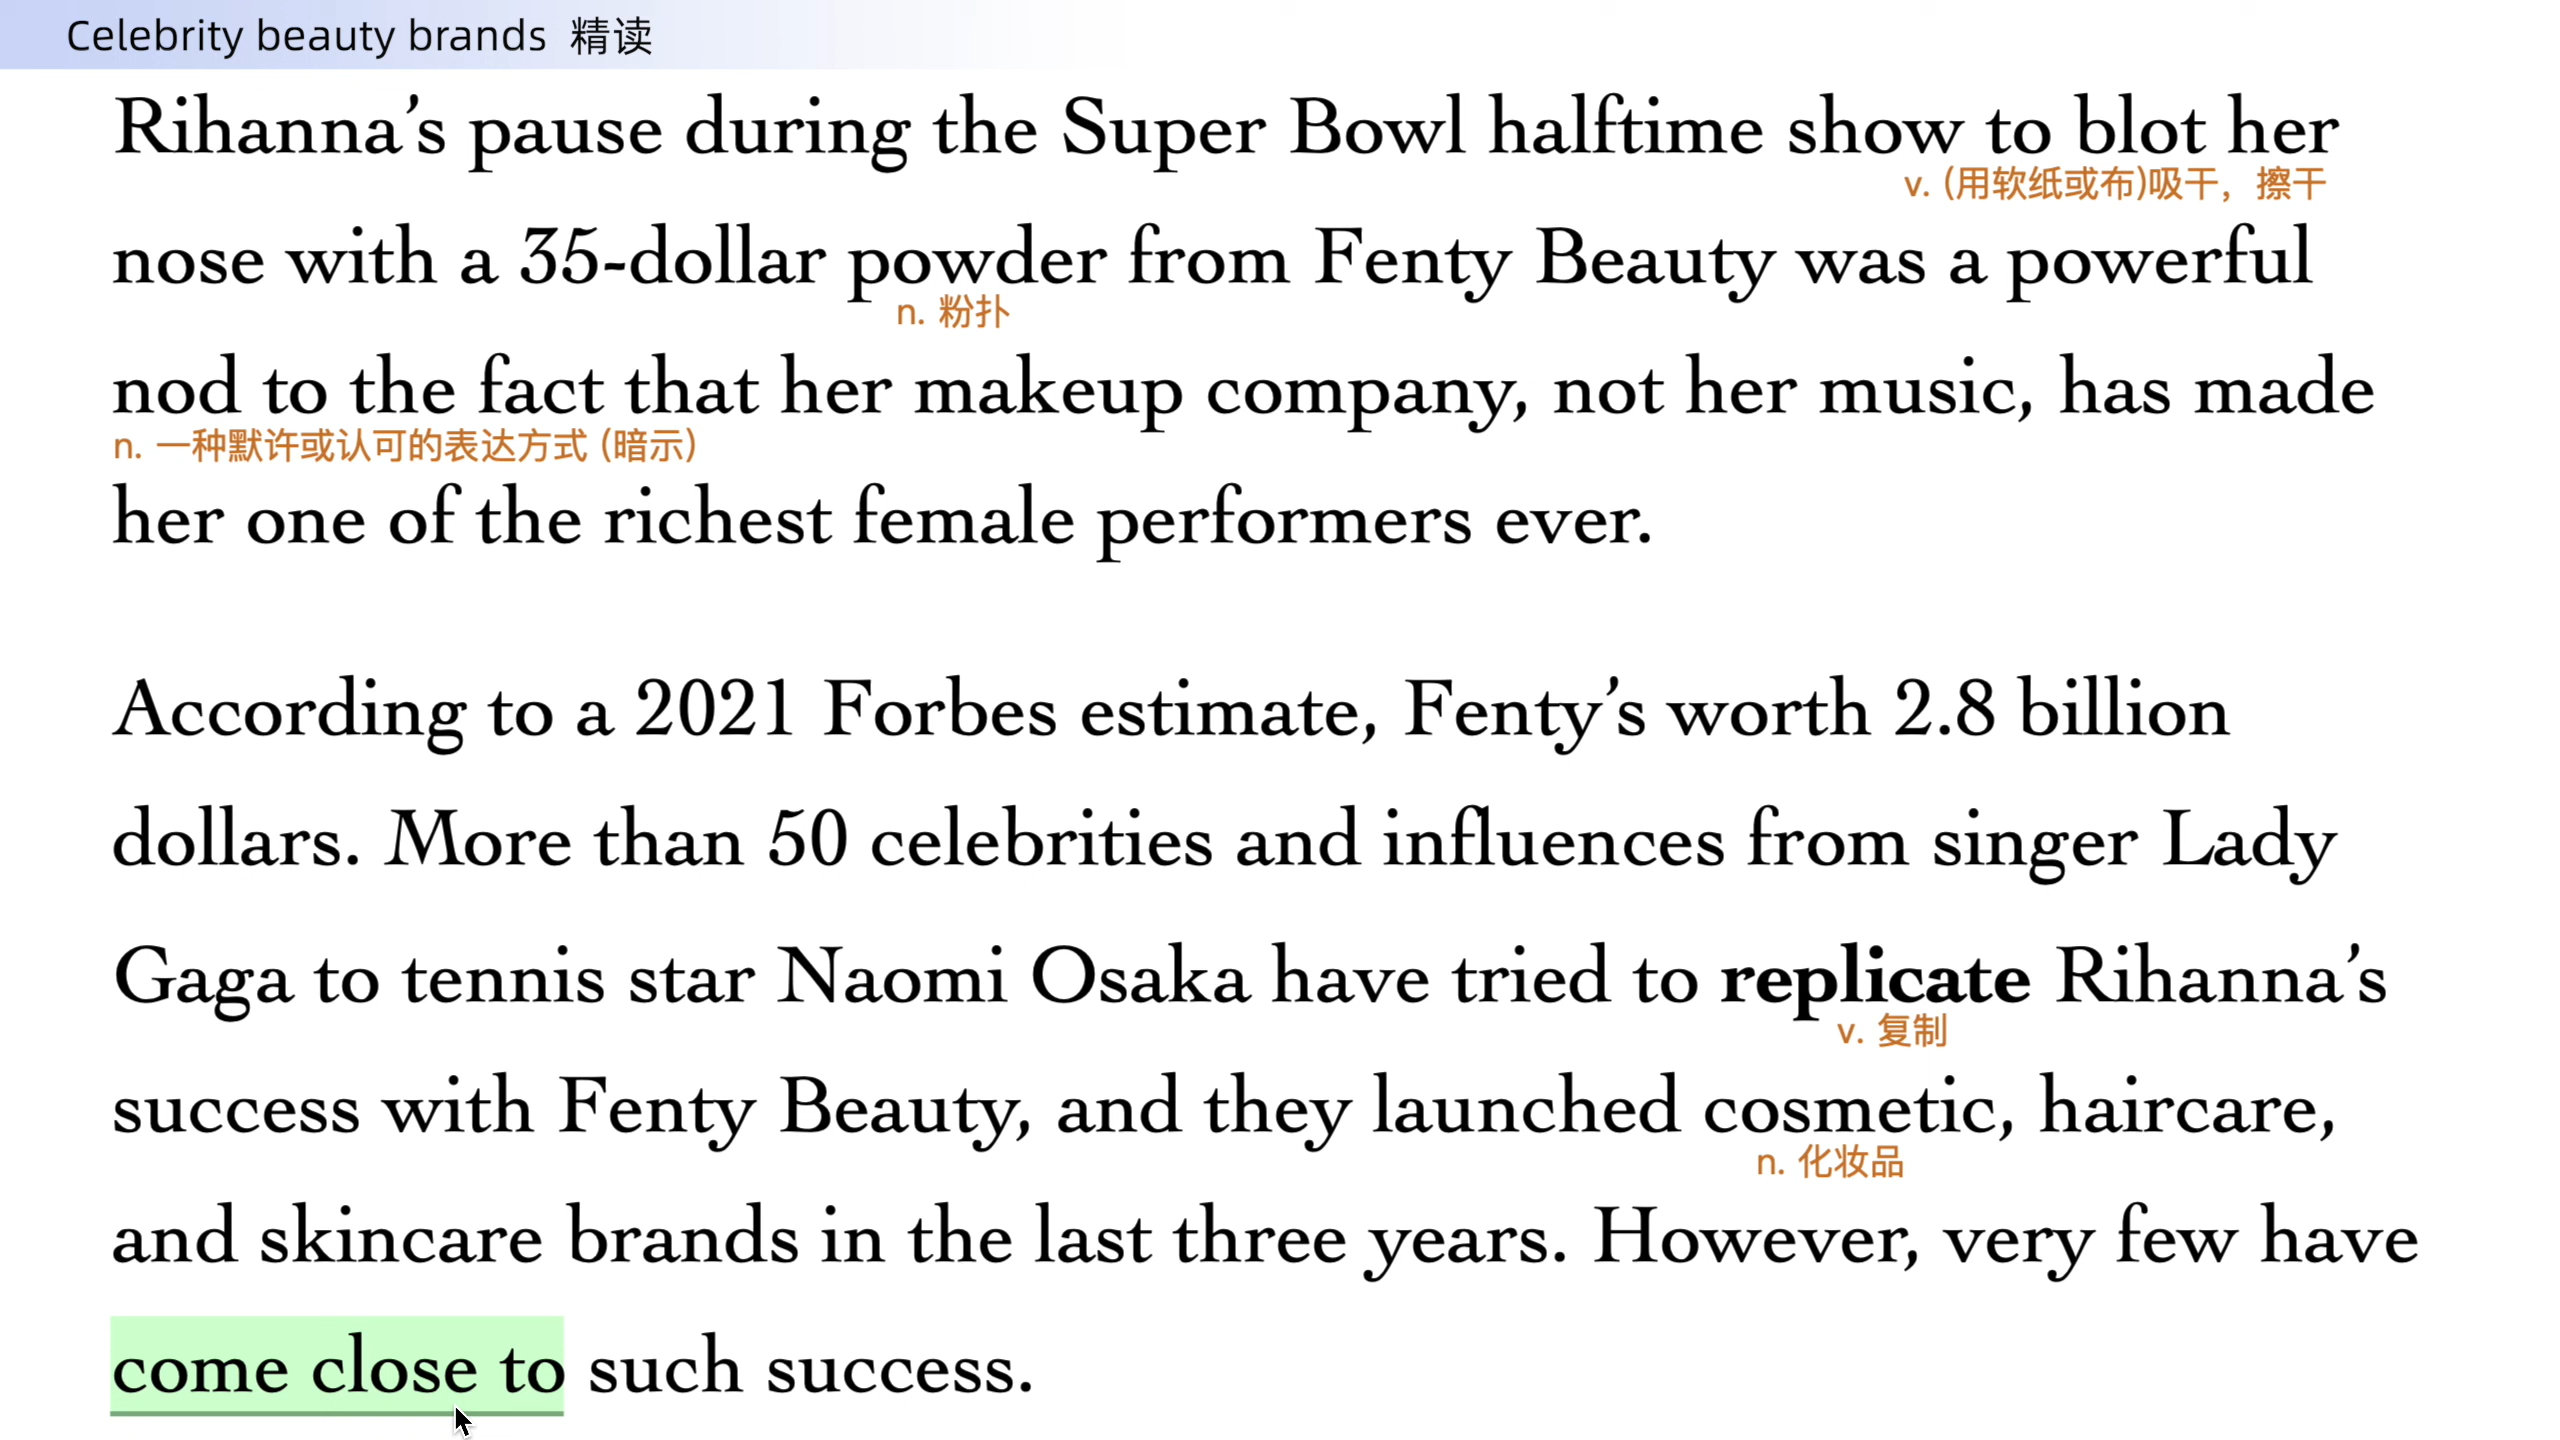 Celebrity beauty brands 精读
Rihanna’s pause during the Super Bowl halftime show to blot her
v. (用软纸或布)吸干，擦干
nose with a 35-dollar powder from Fenty Beauty was a powerful
n. 粉扑
nod to the fact that her makeup company, not her music, has made
n. 一种默许或认可的表达方式 (暗示)
her one of the richest female performers ever.
According to a 2021 Forbes estimate, Fenty’s worth 2.8 billion
dollars. More than 50 celebrities and influences from singer Lady
Gaga to tennis star Naomi Osaka have tried to replicate Rihanna’s
v. 复制
success with Fenty Beauty, and they launched cosmetic, haircare,
n. 化妆品
and skincare brands in the last three years. However, very few have
come close to such success.